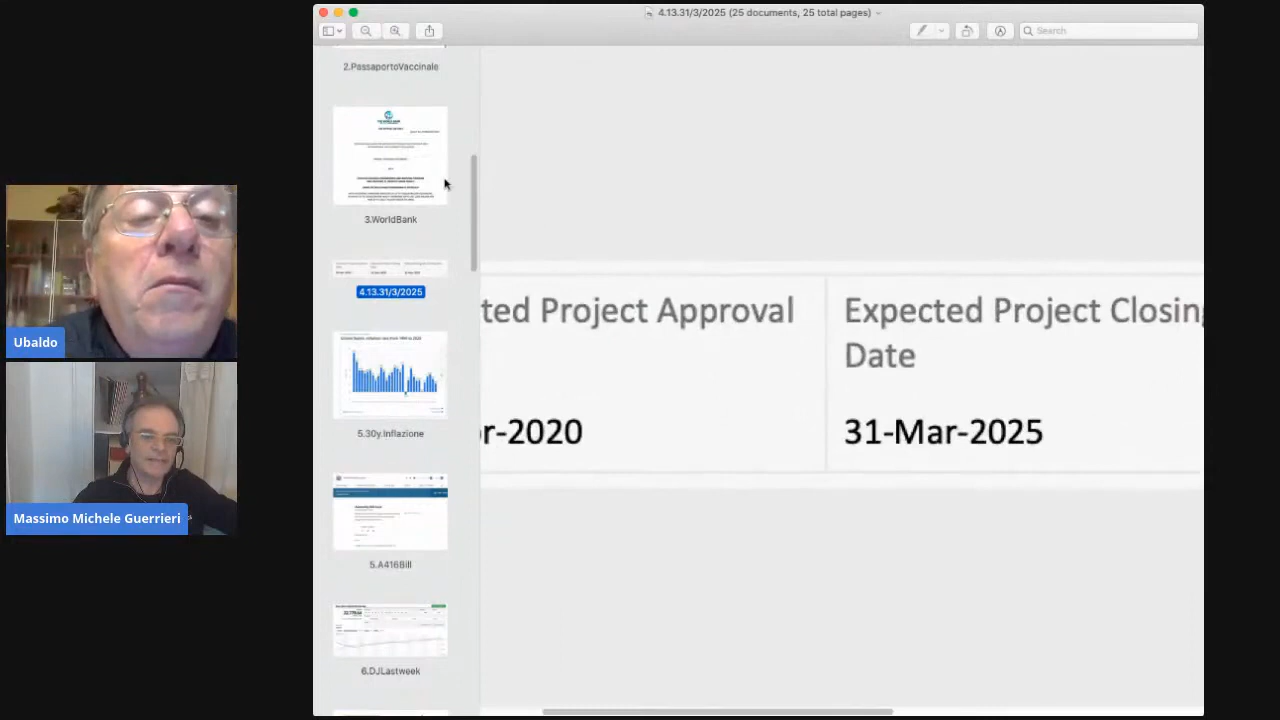 4.13.31/3/2025 (25 documents, 25 total pages)
Search
2.PassaportoVaccinale
3.WorldBank
4.13.31/3/2025
5.30y.Inflazione
5.A416Bill
6.DJLastweek
ted Project Approval
Expected Project Closing
Date
r-2020
31-Mar-2025
Ubaldo
Massimo Michele Guerrieri